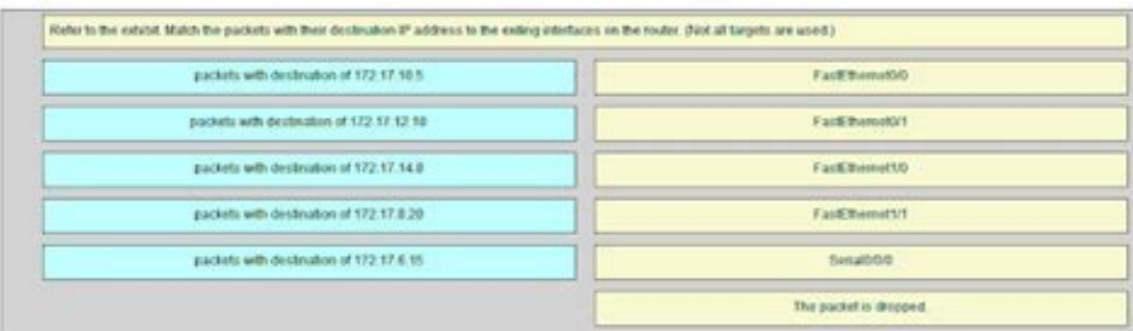 Refer to the exhibit. Match the packets with their destination IP address to the exiting interfaces on the router. (Not all targets are used.)
packets with destination of 172.17.10.5
FastEthernet0/0
packets with destination of 172.17.12.10
FastEthernet0/1
packets with destination of 172.17.14.8
FastEthernet1/0
packets with destination of 172.17.8.20
FastEthernet1/1
packets with destination of 172.17.6.15
Serial0/0/0
The packet is dropped.